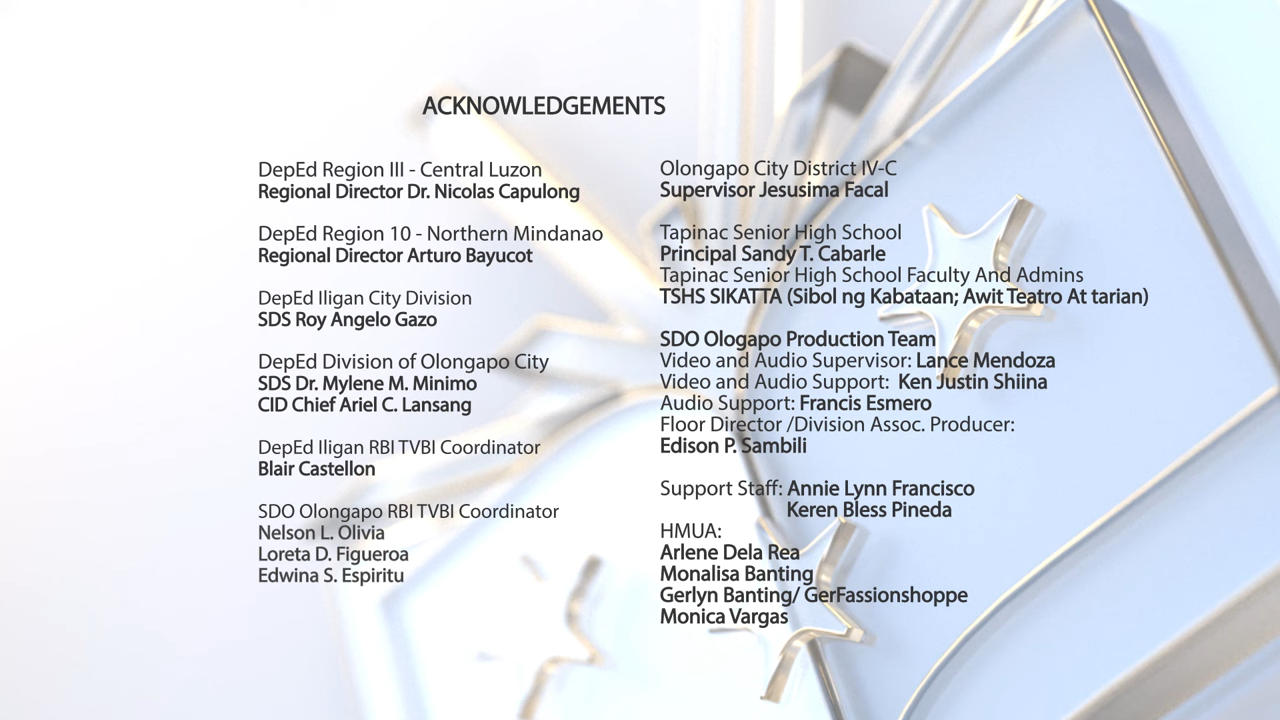 ACKNOWLEDGEMENTS
DepEd Region III - Central Luzon
Regional Director Dr. Nicolas Capulong
DepEd Region 10 - Northern Mindanao
Regional Director Arturo Bayucot
DepEd Iligan City Division
SDS Roy Angelo Gazo
DepEd Division of Olongapo City
SDS Dr. Mylene M. Minimo
CID Chief Ariel C. Lansang
DepEd Iligan RBI TVBI Coordinator
Blair Castellon
SDO Olongapo RBI TVBI Coordinator
Nelson L. Olivia
Loreta D. Figueroa
Edwina S. Espiritu
Olongapo City District IV-C
Supervisor Jesusima Facal
Tapinac Senior High School
Principal Sandy T. Cabarle
Tapinac Senior High School Faculty And Admins
TSHS SIKATTA (Sibol ng Kabataan; Awit Teatro At tarian)
SDO Ologapo Production Team
Video and Audio Supervisor: Lance Mendoza
Video and Audio Support: Ken Justin Shiina
Audio Support: Francis Esmero
Floor Director /Division Assoc. Producer:
Edison P. Sambili
Support Staff: Annie Lynn Francisco
Keren Bless Pineda
HMUA:
Arlene Dela Rea
Monalisa Banting
Gerlyn Banting/ GerFassionshoppe
Monica Vargas